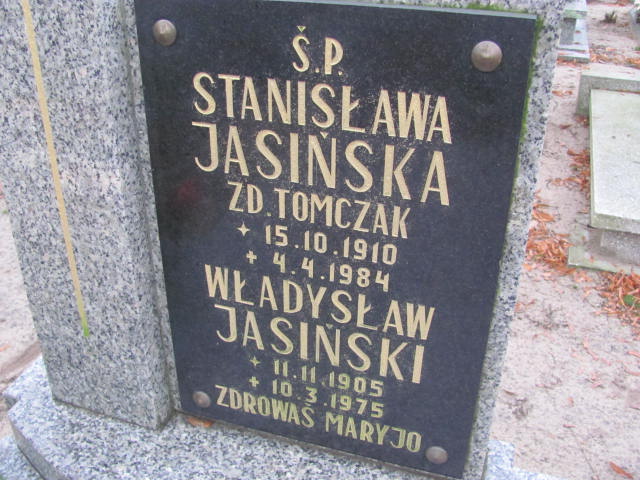 Ś.P.
STANISŁAWA
JASIŃSKA
ZD. TOMCZAK
✦ 15.10.1910
+ 4.4.1984
WŁADYSŁAW
JASIŃSKI
✦ 11.11.1905
+ 10.3.1975
ZDROWAŚ MARYJO